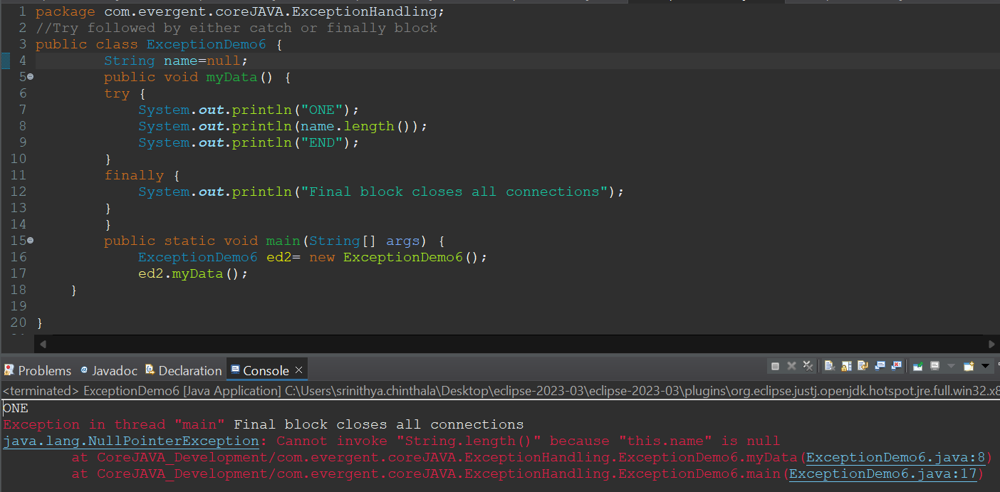 1 package com.evergent.coreJAVA.ExceptionHandling;
2 //Try followed by either catch or finally block
3 public class ExceptionDemo6 {
4         String name=null;
5         public void myData() {
6         try {
7             System.out.println("ONE");
8             System.out.println(name.length());
9             System.out.println("END");
10         }
11         finally {
12             System.out.println("Final block closes all connections");
13         }
14         }
15         public static void main(String[] args) {
16             ExceptionDemo6 ed2= new ExceptionDemo6();
17             ed2.myData();
18     }
19
20 }
Problems @ Javadoc Declaration Console ×
<terminated> ExceptionDemo6 [Java Application] C:\Users\srinithya.chinthala\Desktop\eclipse-2023-03\eclipse-2023-03\plugins\org.eclipse.justj.openjdk.hotspot.jre.full.win32.x8
ONE
Exception in thread "main" Final block closes all connections
java.lang.NullPointerException: Cannot invoke "String.length()" because "this.name" is null
        at CoreJAVA_Development/com.evergent.coreJAVA.ExceptionHandling.ExceptionDemo6.myData(ExceptionDemo6.java:8)
        at CoreJAVA_Development/com.evergent.coreJAVA.ExceptionHandling.ExceptionDemo6.main(ExceptionDemo6.java:17)